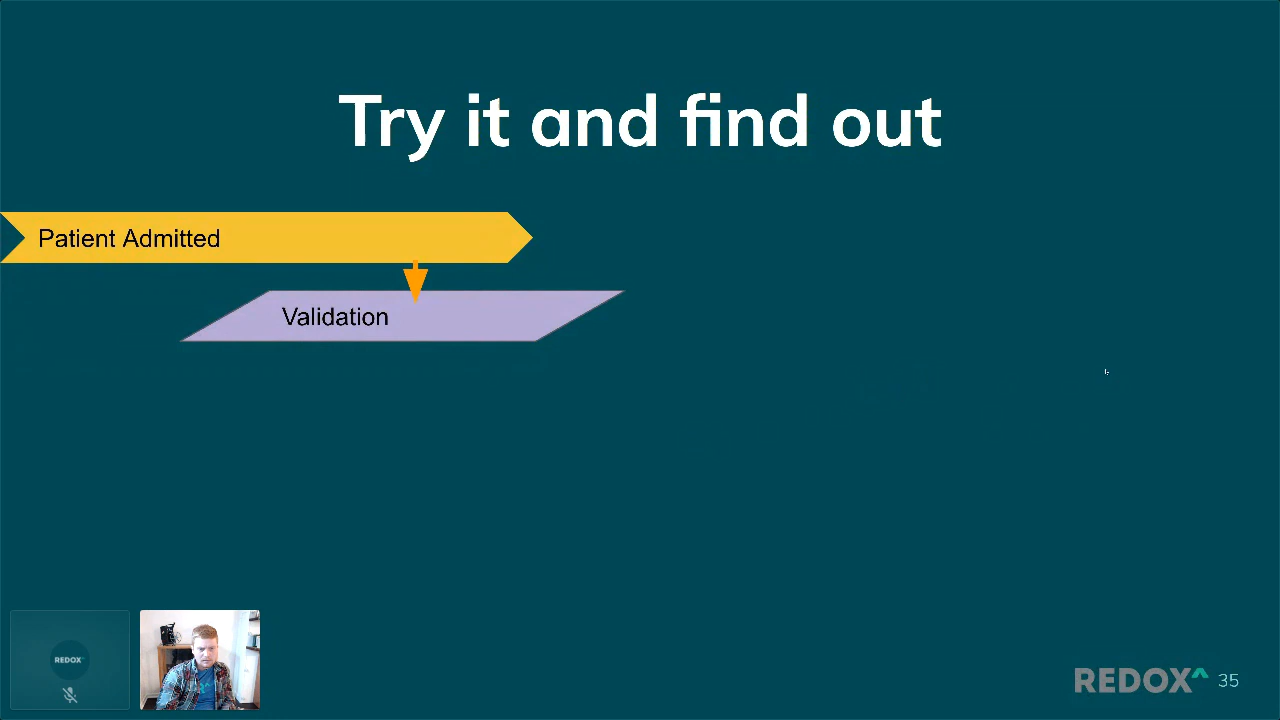 Try it and find out
Patient Admitted
Validation
REDOX
REDOX^ 35